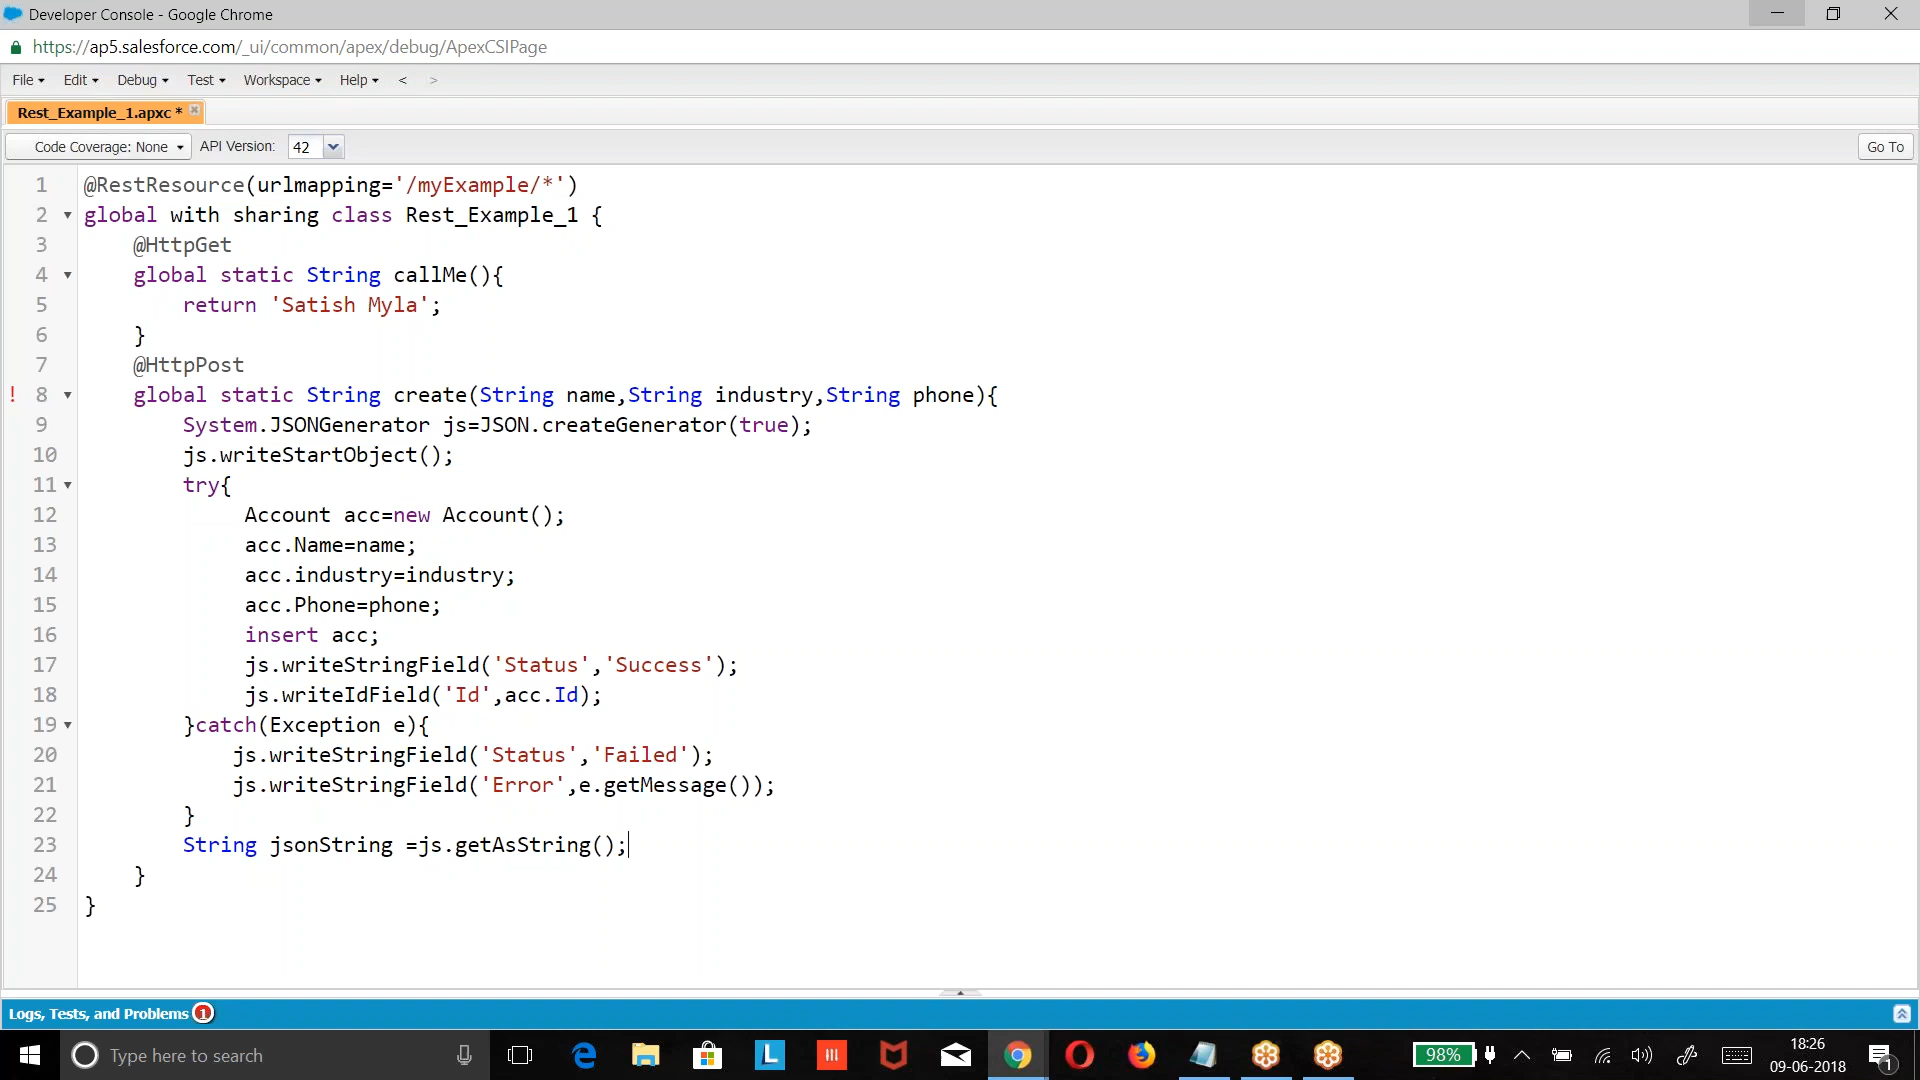 Developer Console - Google Chrome
https://ap5.salesforce.com/_ui/common/apex/debug/ApexCSIPage
File Edit Debug Test Workspace Help < >
Rest_Example_1.apxc *
Code Coverage: None API Version: 42 Go To
1 @RestResource(urlmapping='/myExample/*')
2 global with sharing class Rest_Example_1 {
3 @HttpGet
4 global static String callMe(){
5 return 'Satish Myla';
6 }
7 @HttpPost
! 8 global static String create(String name,String industry,String phone){
9 System.JSONGenerator js=JSON.createGenerator(true);
10 js.writeStartObject();
11 try{
12 Account acc=new Account();
13 acc.Name=name;
14 acc.industry=industry;
15 acc.Phone=phone;
16 insert acc;
17 js.writeStringField('Status','Success');
18 js.writeIdField('Id',acc.Id);
19 }catch(Exception e){
20 js.writeStringField('Status','Failed');
21 js.writeStringField('Error',e.getMessage());
22 }
23 String jsonString =js.getAsString();
24 }
25 }
Logs, Tests, and Problems 1
Type here to search
L
98%
18:26
09-06-2018
1